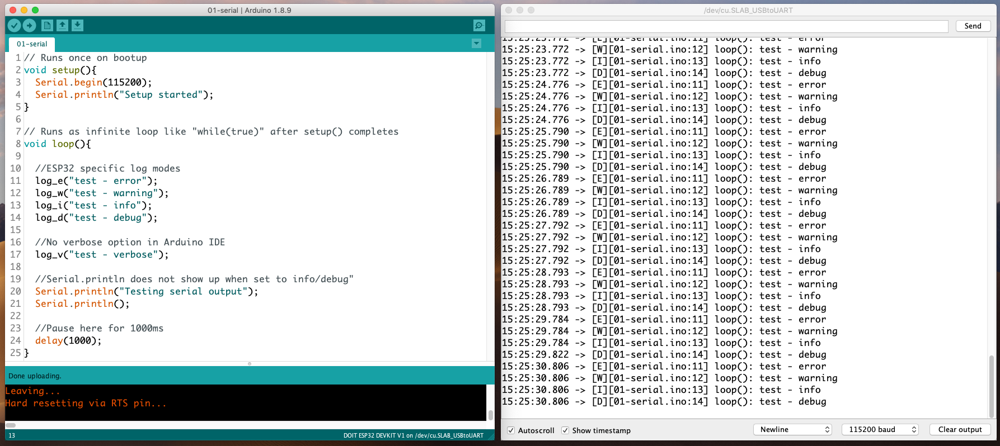 01-serial | Arduino 1.8.9
01-serial
1 // Runs once on bootup
2 void setup(){
3   Serial.begin(115200);
4   Serial.println("Setup started");
5 }
6
7 // Runs as infinite loop like "while(true)" after setup() completes
8 void loop(){
9
10   //ESP32 specific log modes
11   log_e("test - error");
12   log_w("test - warning");
13   log_i("test - info");
14   log_d("test - debug");
15
16   //No verbose option in Arduino IDE
17   log_v("test - verbose");
18
19   //Serial.println does not show up when set to info/debug"
20   Serial.println("Testing serial output");
21   Serial.println();
22
23   //Pause here for 1000ms
24   delay(1000);
25 }
Done uploading.
Leaving...
Hard resetting via RTS pin...
13
DOIT ESP32 DEVKIT V1 on /dev/cu.SLAB_USBtoUART
/dev/cu.SLAB_USBtoUART
Send
15:25:23.772 -> [E][01-serial.ino:11] loop(): test - error
15:25:23.772 -> [W][01-serial.ino:12] loop(): test - warning
15:25:23.772 -> [I][01-serial.ino:13] loop(): test - info
15:25:23.772 -> [D][01-serial.ino:14] loop(): test - debug
15:25:24.776 -> [E][01-serial.ino:11] loop(): test - error
15:25:24.776 -> [W][01-serial.ino:12] loop(): test - warning
15:25:24.776 -> [I][01-serial.ino:13] loop(): test - info
15:25:24.776 -> [D][01-serial.ino:14] loop(): test - debug
15:25:25.790 -> [E][01-serial.ino:11] loop(): test - error
15:25:25.790 -> [W][01-serial.ino:12] loop(): test - warning
15:25:25.790 -> [I][01-serial.ino:13] loop(): test - info
15:25:25.790 -> [D][01-serial.ino:14] loop(): test - debug
15:25:26.789 -> [E][01-serial.ino:11] loop(): test - error
15:25:26.789 -> [W][01-serial.ino:12] loop(): test - warning
15:25:26.789 -> [I][01-serial.ino:13] loop(): test - info
15:25:26.789 -> [D][01-serial.ino:14] loop(): test - debug
15:25:27.792 -> [E][01-serial.ino:11] loop(): test - error
15:25:27.792 -> [W][01-serial.ino:12] loop(): test - warning
15:25:27.792 -> [I][01-serial.ino:13] loop(): test - info
15:25:27.792 -> [D][01-serial.ino:14] loop(): test - debug
15:25:28.793 -> [E][01-serial.ino:11] loop(): test - error
15:25:28.793 -> [W][01-serial.ino:12] loop(): test - warning
15:25:28.793 -> [I][01-serial.ino:13] loop(): test - info
15:25:28.793 -> [D][01-serial.ino:14] loop(): test - debug
15:25:29.784 -> [E][01-serial.ino:11] loop(): test - error
15:25:29.784 -> [W][01-serial.ino:12] loop(): test - warning
15:25:29.784 -> [I][01-serial.ino:13] loop(): test - info
15:25:29.822 -> [D][01-serial.ino:14] loop(): test - debug
15:25:30.806 -> [E][01-serial.ino:11] loop(): test - error
15:25:30.806 -> [W][01-serial.ino:12] loop(): test - warning
15:25:30.806 -> [I][01-serial.ino:13] loop(): test - info
15:25:30.806 -> [D][01-serial.ino:14] loop(): test - debug
Autoscroll
Show timestamp
Newline
115200 baud
Clear output